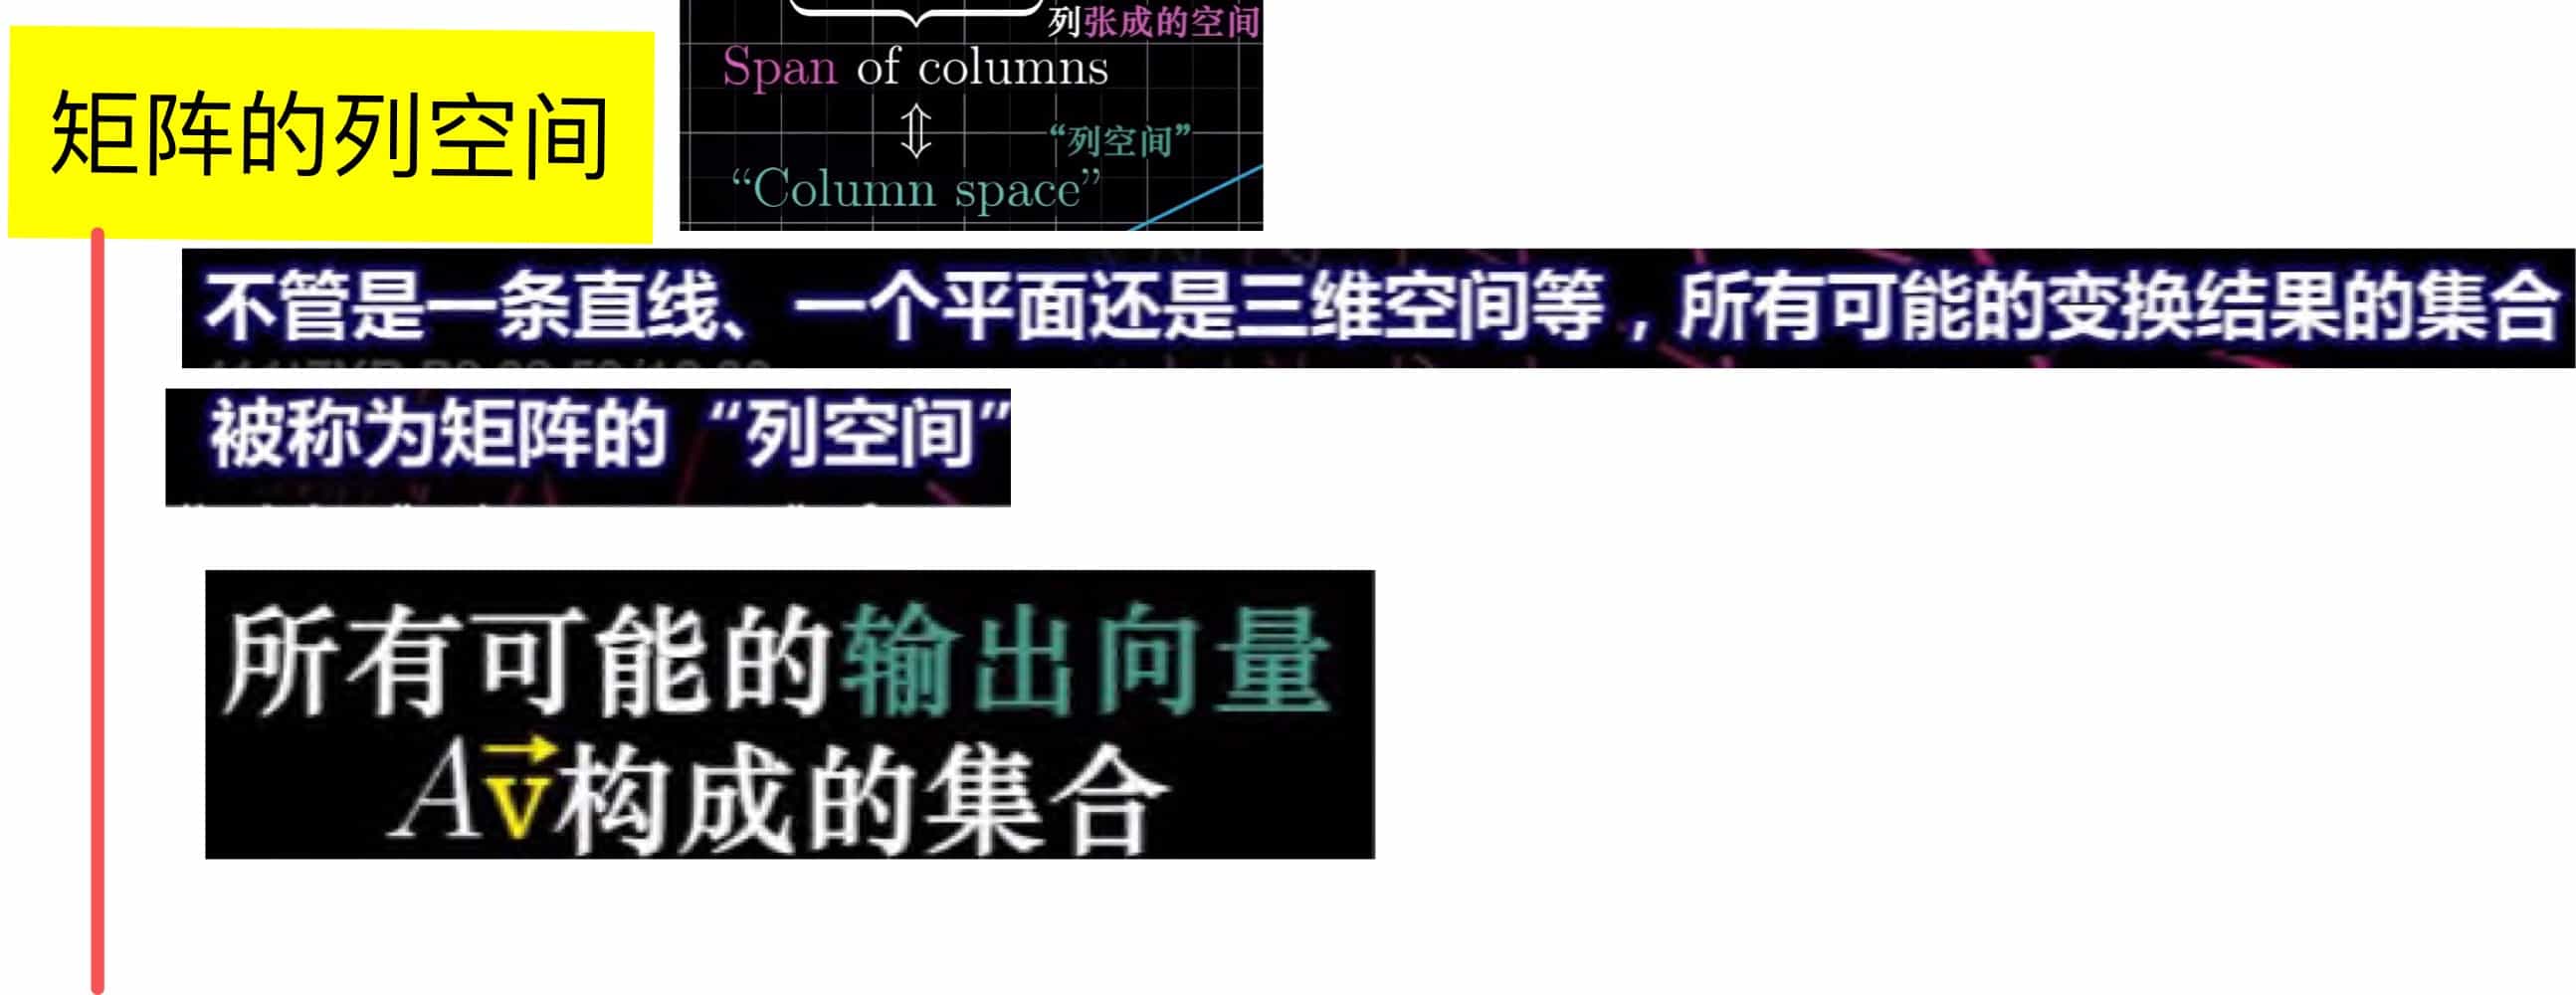 矩阵的列空间
列张成的空间
Span of columns
⇕
“列空间”
“Column space”
不管是一条直线、一个平面还是三维空间等，所有可能的变换结果的集合
被称为矩阵的“列空间”
所有可能的输出向量
A\vec{v}构成的集合